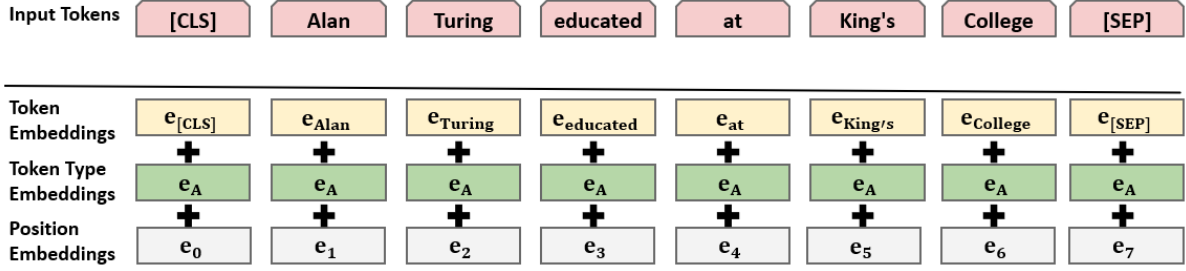 Input Tokens [CLS] Alan Turing educated at King's College [SEP]
Token Embeddings e[CLS] eAlan eTuring eeducated eat eKing's eCollege e[SEP]
+ + + + + + + +
Token Type Embeddings eA eA eA eA eA eA eA eA
+ + + + + + + +
Position Embeddings e0 e1 e2 e3 e4 e5 e6 e7